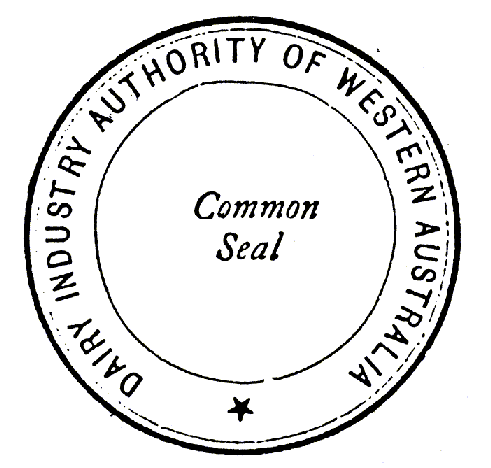 DAIRY INDUSTRY AUTHORITY OF WESTERN AUSTRALIA
Common
Seal